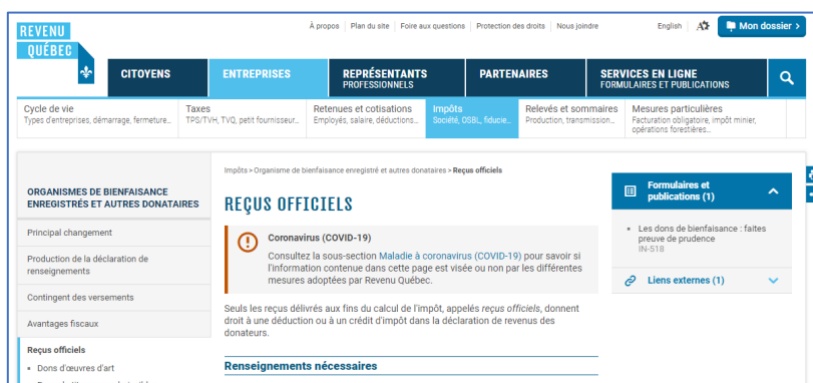 REVENU
QUÉBEC
À propos Plan du site Foire aux questions Protection des droits Nous joindre English Mon dossier
CITOYENS ENTREPRISES REPRÉSENTANTS PARTENAIRES SERVICES EN LIGNE
PROFESSIONNELS FORMULAIRES ET PUBLICATIONS
Cycle de vie Taxes Retenues et cotisations Impôts Relevés et sommaires Mesures particulières
Types d'entreprises, démarrage, fermeture... TPS/TVH, TVQ, petit fournisseur... Employés, salaire, déductions... Société, OSBL, fiducie... Production, transmission... Facturation obligatoire, impôt minier,
opérations forestières...
ORGANISMES DE BIENFAISANCE
ENREGISTRÉS ET AUTRES DONATAIRES
Principal changement
Production de la déclaration de
renseignements
Contingent des versements
Avantages fiscaux
Reçus officiels
• Dons d'œuvres d'art
Impôts > Organisme de bienfaisance enregistré et autres donataires > Reçus officiels
REÇUS OFFICIELS
Coronavirus (COVID-19)
Consultez la sous-section Maladie à coronavirus (COVID-19) pour savoir si
l'information contenue dans cette page est visée ou non par les différentes
mesures adoptées par Revenu Québec.
Seuls les reçus délivrés aux fins du calcul de l'impôt, appelés reçus officiels, donnent
droit à une déduction ou à un crédit d'impôt dans la déclaration de revenus des
donateurs.
Renseignements nécessaires
Formulaires et
publications (1)
• Les dons de bienfaisance : faites
preuve de prudence
IN-518
Liens externes (1)